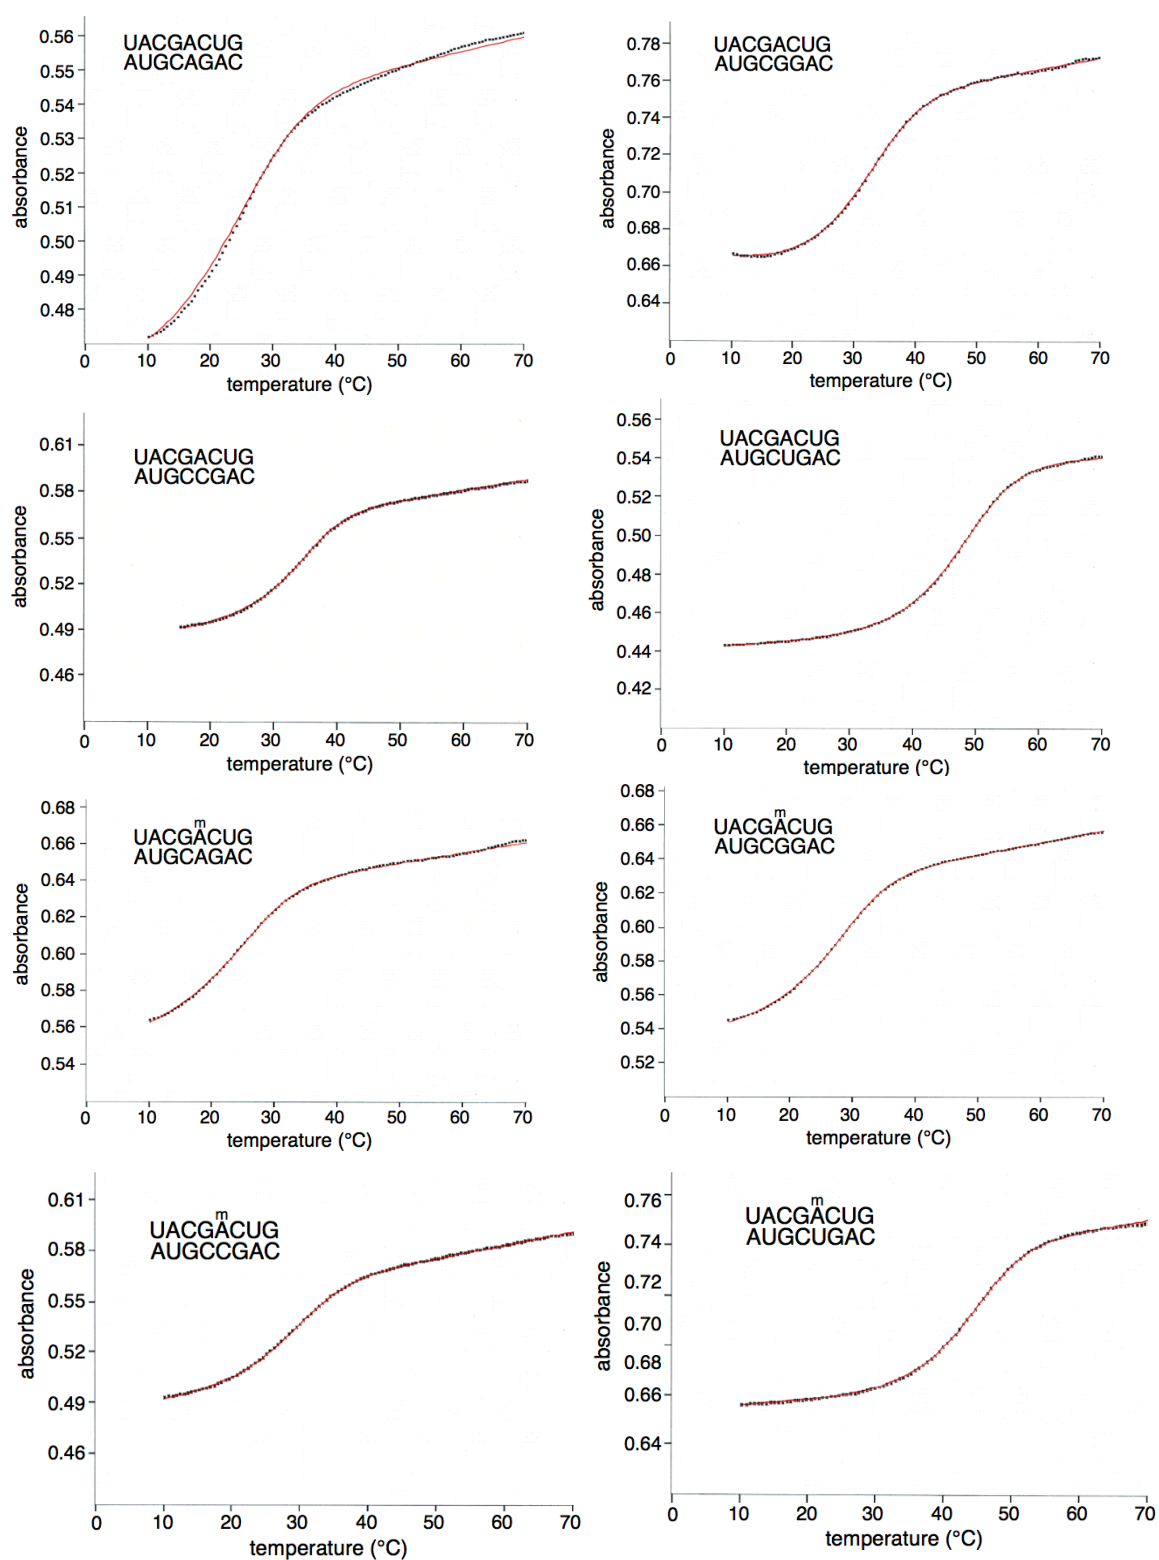 UACGACUG
AUGCAGAC
0.56
0.55
0.54
0.53
0.52
0.51
0.50
0.49
0.48
absorbance
0 10 20 30 40 50 60 70
temperature (°C)
UACGACUG
AUGCGGAC
0.78
0.76
0.74
0.72
0.70
0.68
0.66
0.64
absorbance
0 10 20 30 40 50 60 70
temperature (°C)
UACGACUG
AUGCCGAC
0.61
0.58
0.55
0.52
0.49
0.46
absorbance
0 10 20 30 40 50 60 70
temperature (°C)
UACGACUG
AUGCUGAC
0.56
0.54
0.52
0.50
0.48
0.46
0.44
0.42
absorbance
0 10 20 30 40 50 60 70
temperature (°C)
m
UACGACUG
AUGCAGAC
0.68
0.66
0.64
0.62
0.60
0.58
0.56
0.54
absorbance
0 10 20 30 40 50 60 70
temperature (°C)
m
UACGACUG
AUGCGGAC
0.68
0.66
0.64
0.62
0.60
0.58
0.56
0.54
0.52
absorbance
0 10 20 30 40 50 60 70
temperature (°C)
m
UACGACUG
AUGCCGAC
0.61
0.58
0.55
0.52
0.49
0.46
absorbance
0 10 20 30 40 50 60 70
temperature (°C)
m
UACGACUG
AUGCUGAC
0.76
0.74
0.72
0.70
0.68
0.66
0.64
absorbance
0 10 20 30 40 50 60 70
temperature (°C)